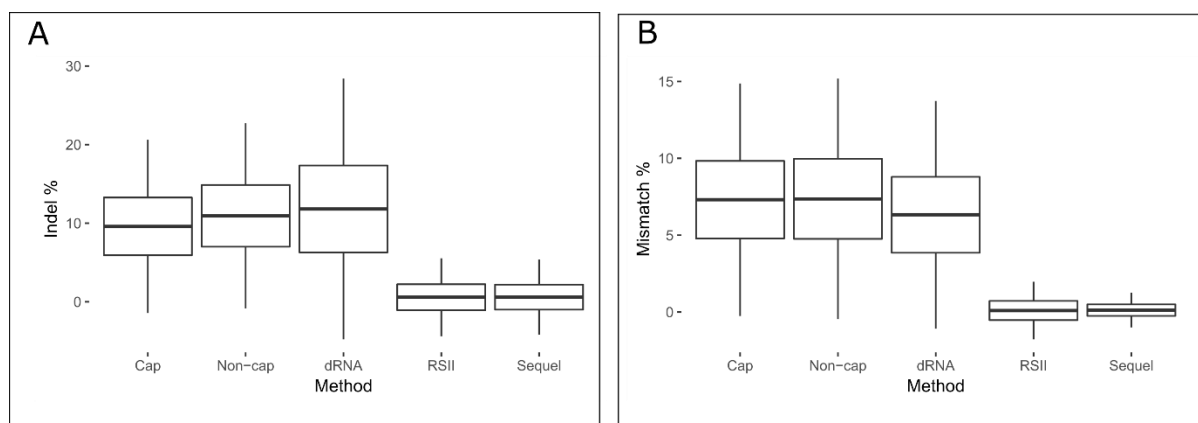 A
Indel %
30
20
10
0
Cap Non-cap dRNA RSII Sequel
Method
B
Mismatch %
15
10
5
0
Cap Non-cap dRNA RSII Sequel
Method